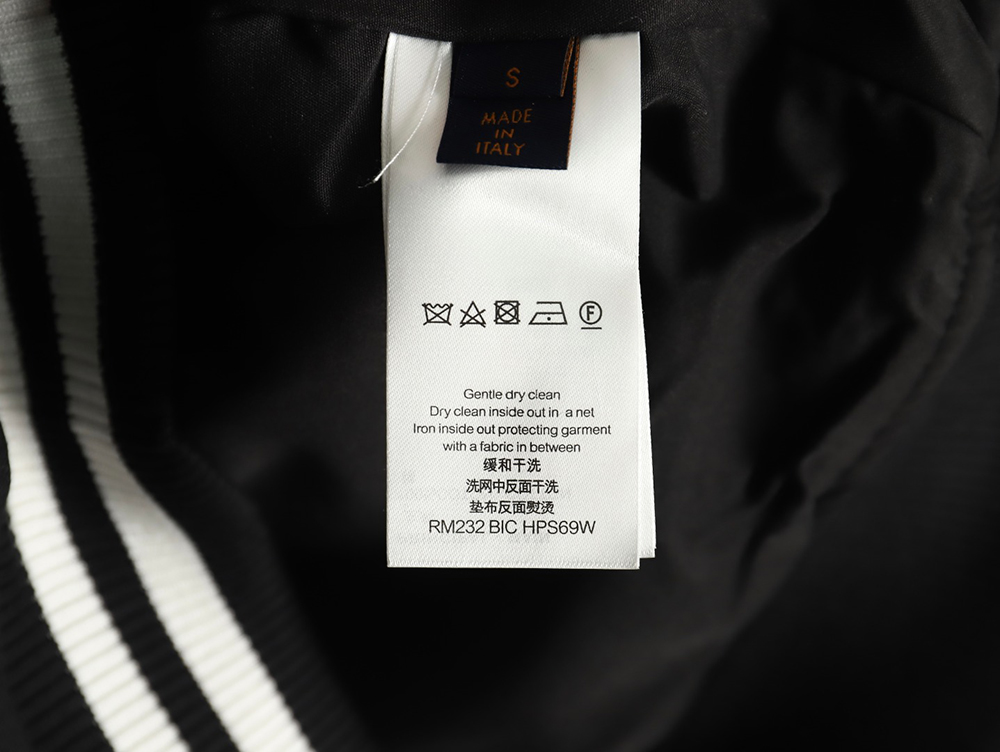 S
MADE
IN
ITALY
F
Gentle dry clean
Dry clean inside out in a net
Iron inside out protecting garment
with a fabric in between
缓和干洗
洗网中反面干洗
垫布反面熨烫
RM232 BIC HPS69W